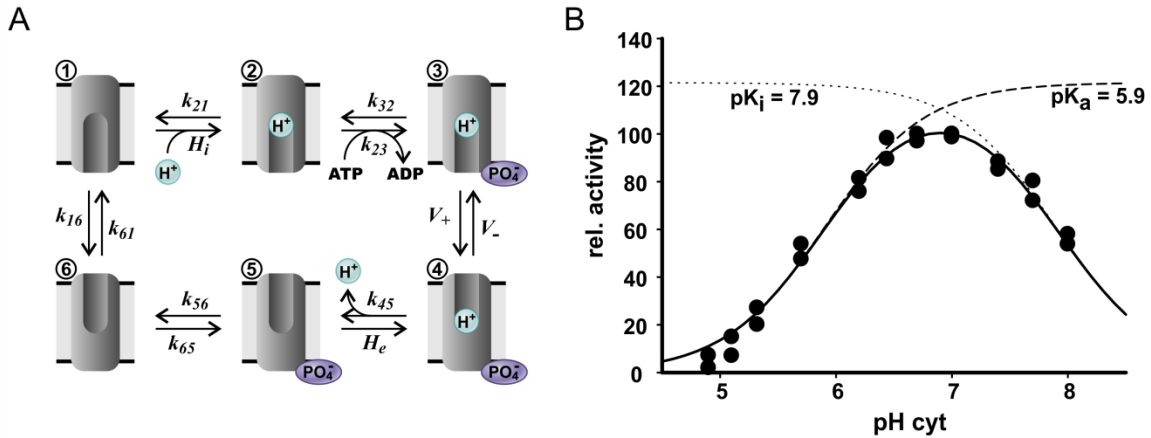 A
① ② ③
k21 k32
H+ Hi H+ k23 H+
ATP ADP PO4-
k16 k61 V+ V-
⑥ ⑤ H+ ④
k56 k45 H+
k65 He
PO4- PO4-
B
140
120
100
80
60
40
20
0
rel. activity
pKi = 7.9 pKa = 5.9
5 6 7 8
pH cyt